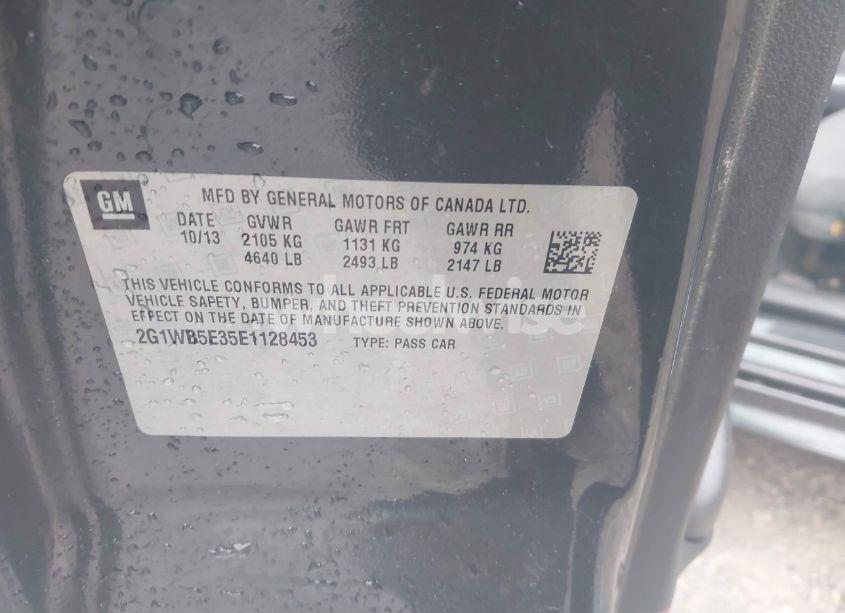 GM
MFD BY GENERAL MOTORS OF CANADA LTD.
DATE GVWR GAWR FRT GAWR RR
10/13 2105 KG 1131 KG 974 KG
4640 LB 2493 LB 2147 LB
THIS VEHICLE CONFORMS TO ALL APPLICABLE U.S. FEDERAL MOTOR
VEHICLE SAFETY, BUMPER, AND THEFT PREVENTION STANDARDS IN
EFFECT ON THE DATE OF MANUFACTURE SHOWN ABOVE.
2G1WB5E35E1128453 TYPE: PASS CAR